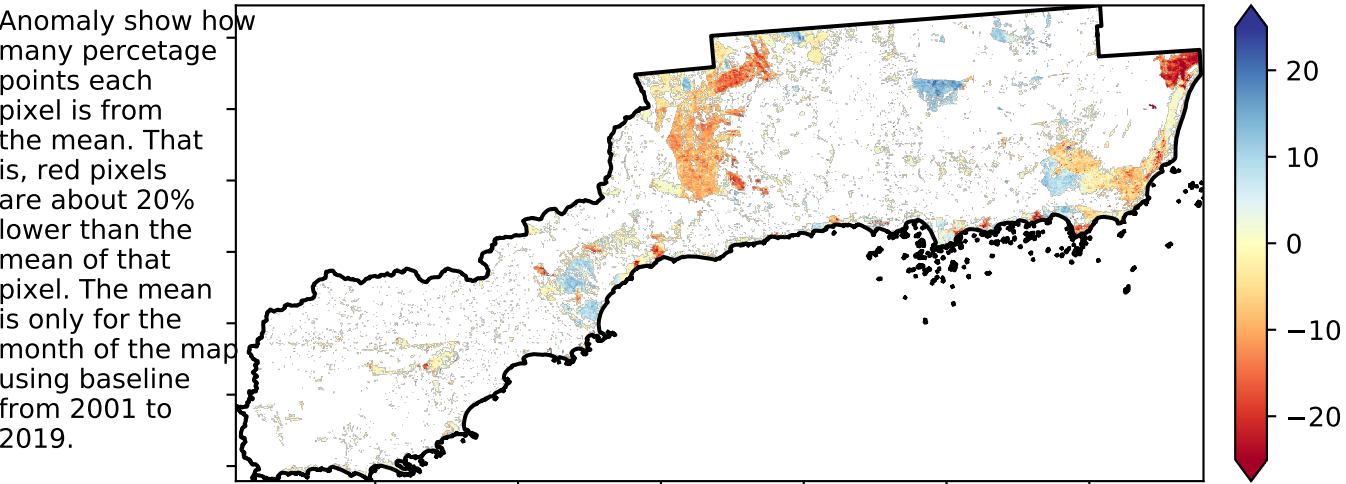 Anomaly show how
many percetage
points each
pixel is from
the mean. That
is, red pixels
are about 20%
lower than the
mean of that
pixel. The mean
is only for the
month of the map
using baseline
from 2001 to
2019.
20
10
0
−10
−20